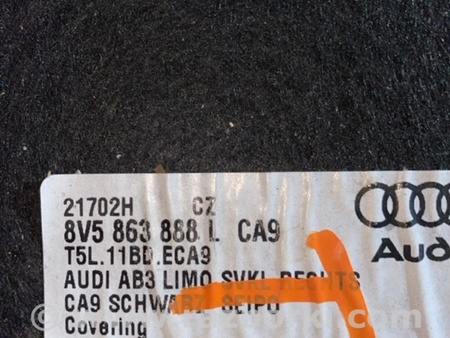 21702H CZ
8V5 863 888 L CA9
T5L.11BD.ECA9
AUDI AB3 LIMO SVKL RECHTS
CA9 SCHWARZ SEIPO
Covering
Aud